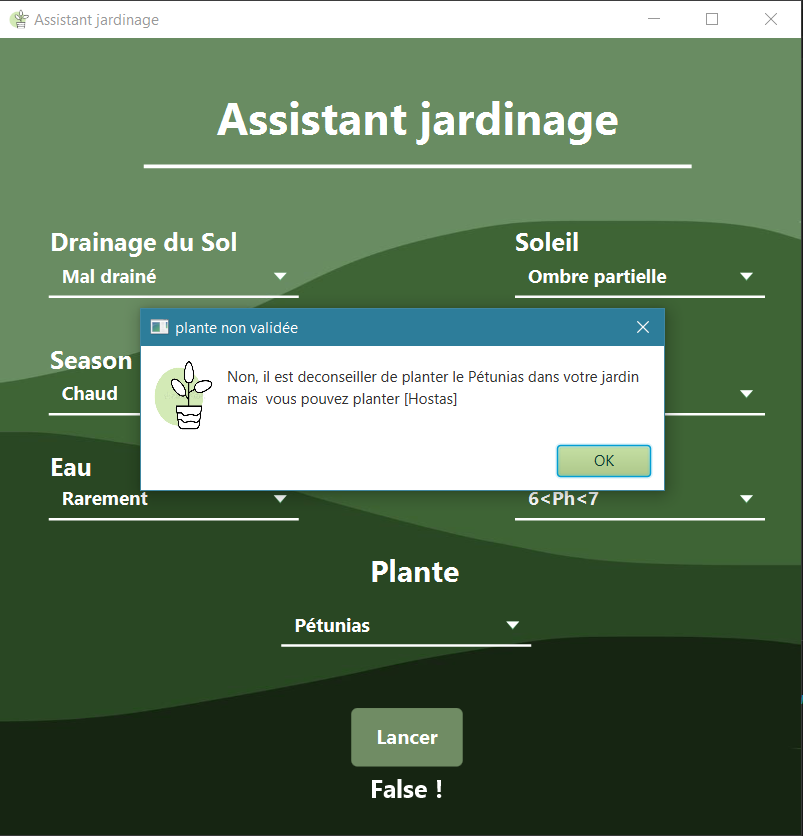 Assistant jardinage
Assistant jardinage
Drainage du Sol
Soleil
Mal drainé
Ombre partielle
plante non validée
Season
Chaud
Non, il est deconseiller de planter le Pétunias dans votre jardin
mais  vous pouvez planter [Hostas]
OK
Eau
Rarement
6<Ph<7
Plante
Pétunias
Lancer
False !